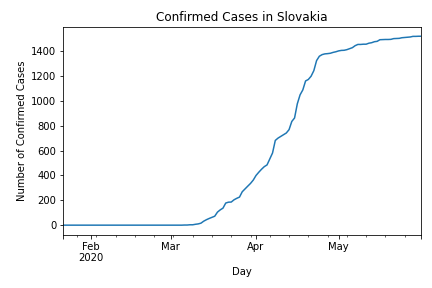 Confirmed Cases in Slovakia
Number of Confirmed Cases
1400
1200
1000
800
600
400
200
0
Feb Mar Apr May
2020
Day